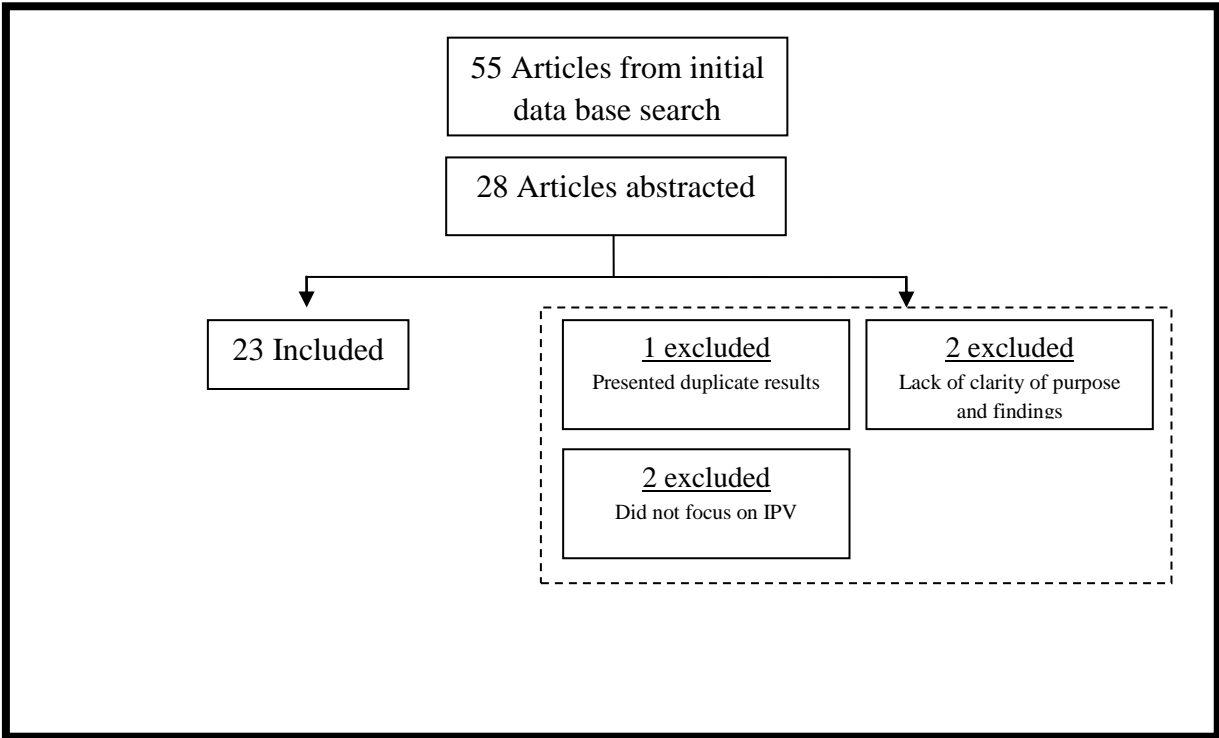 55 Articles from initial
data base search
28 Articles abstracted
23 Included
1 excluded
Presented duplicate results
2 excluded
Lack of clarity of purpose
and findings
2 excluded
Did not focus on IPV